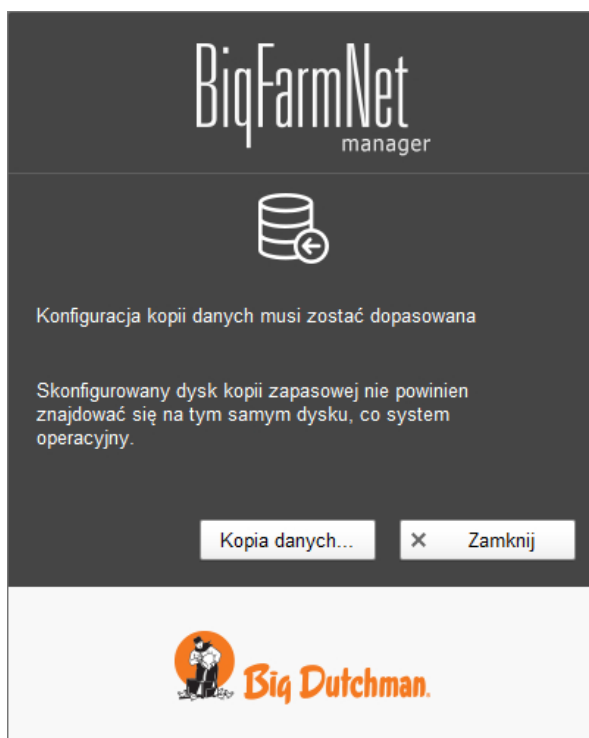 BigFarmNet
manager
Konfiguracja kopii danych musi zostać dopasowana
Skonfigurowany dysk kopii zapasowej nie powinien
znajdować się na tym samym dysku, co system
operacyjny.
Kopia danych...
Zamknij
Big Dutchman.